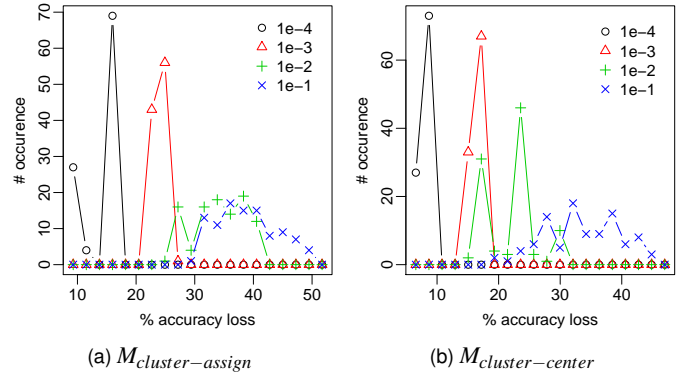 70
60
50
40
30
20
10
0
# occurence
10 20 30 40 50
% accuracy loss
1e−4
1e−3
1e−2
1e−1
(a) M_cluster−assign
60
40
20
0
# occurence
10 20 30 40
% accuracy loss
1e−4
1e−3
1e−2
1e−1
(b) M_cluster−center